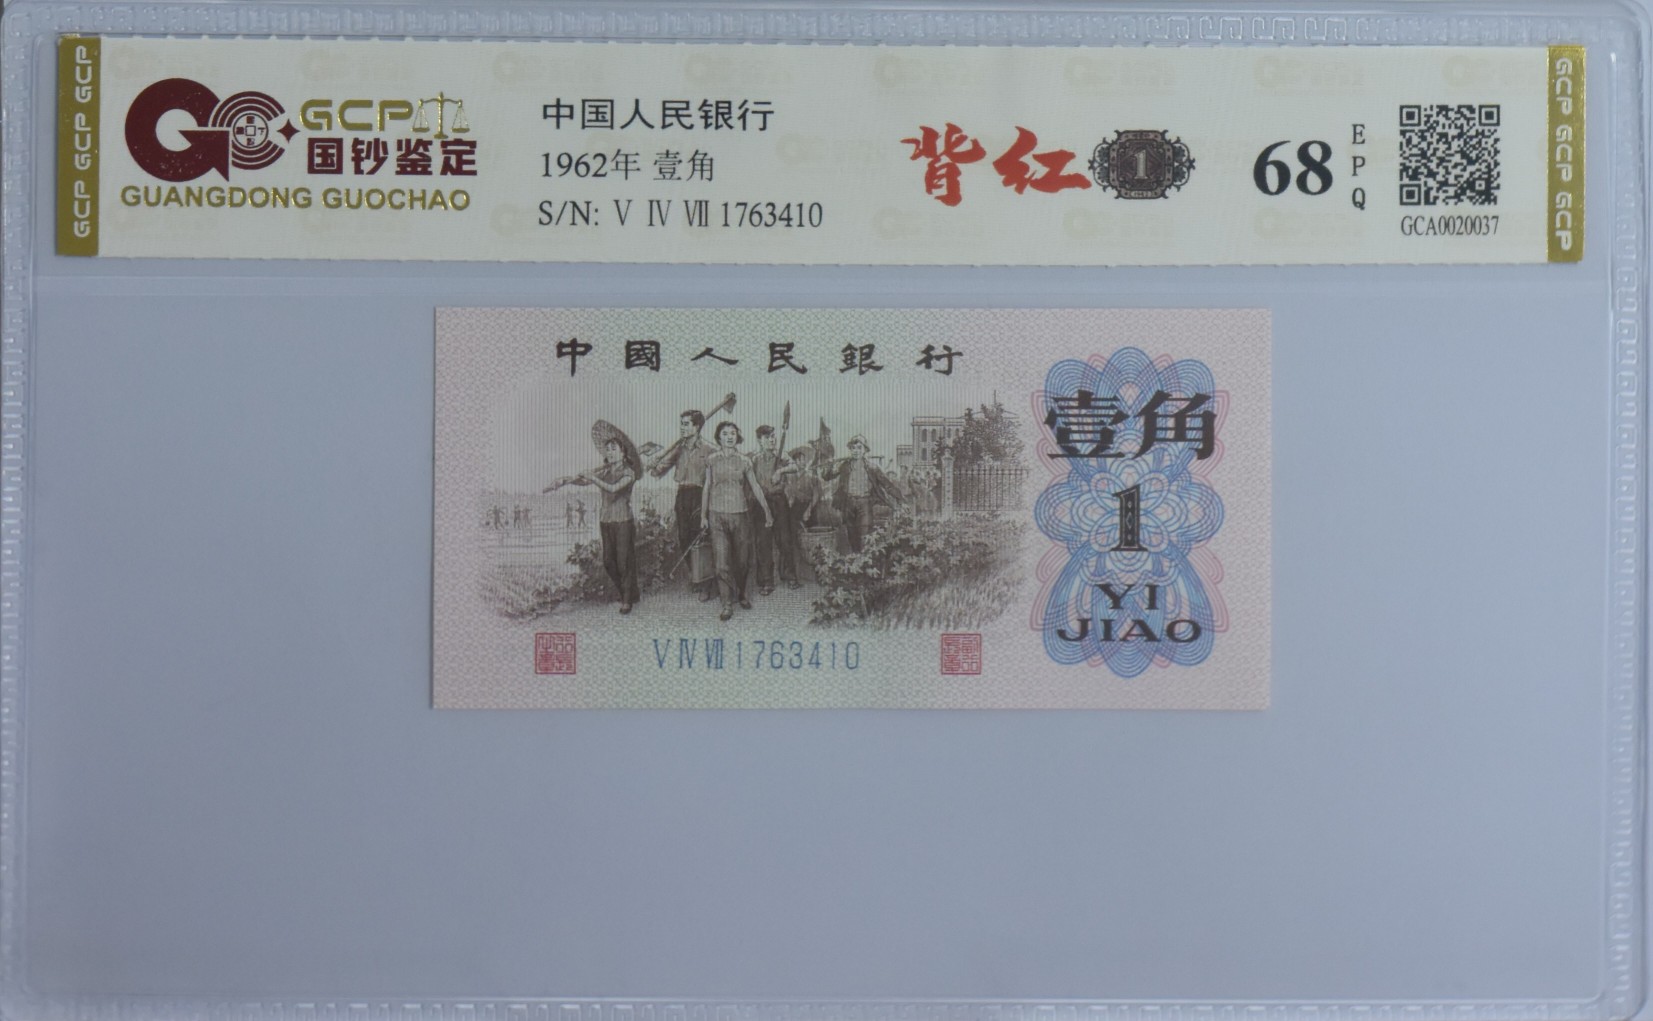 GCP GCP GCP
GCP
国钞鉴定
GUANGDONG GUOCHAO
中国人民银行
1962年 壹角
S/N: Ⅴ Ⅳ Ⅶ 1763410
背红
1
68
EPQ
GCA0020037
GCP GCP GCP
中國人民銀行
壹角
1
YI
JIAO
Ⅴ Ⅳ Ⅶ 1763410